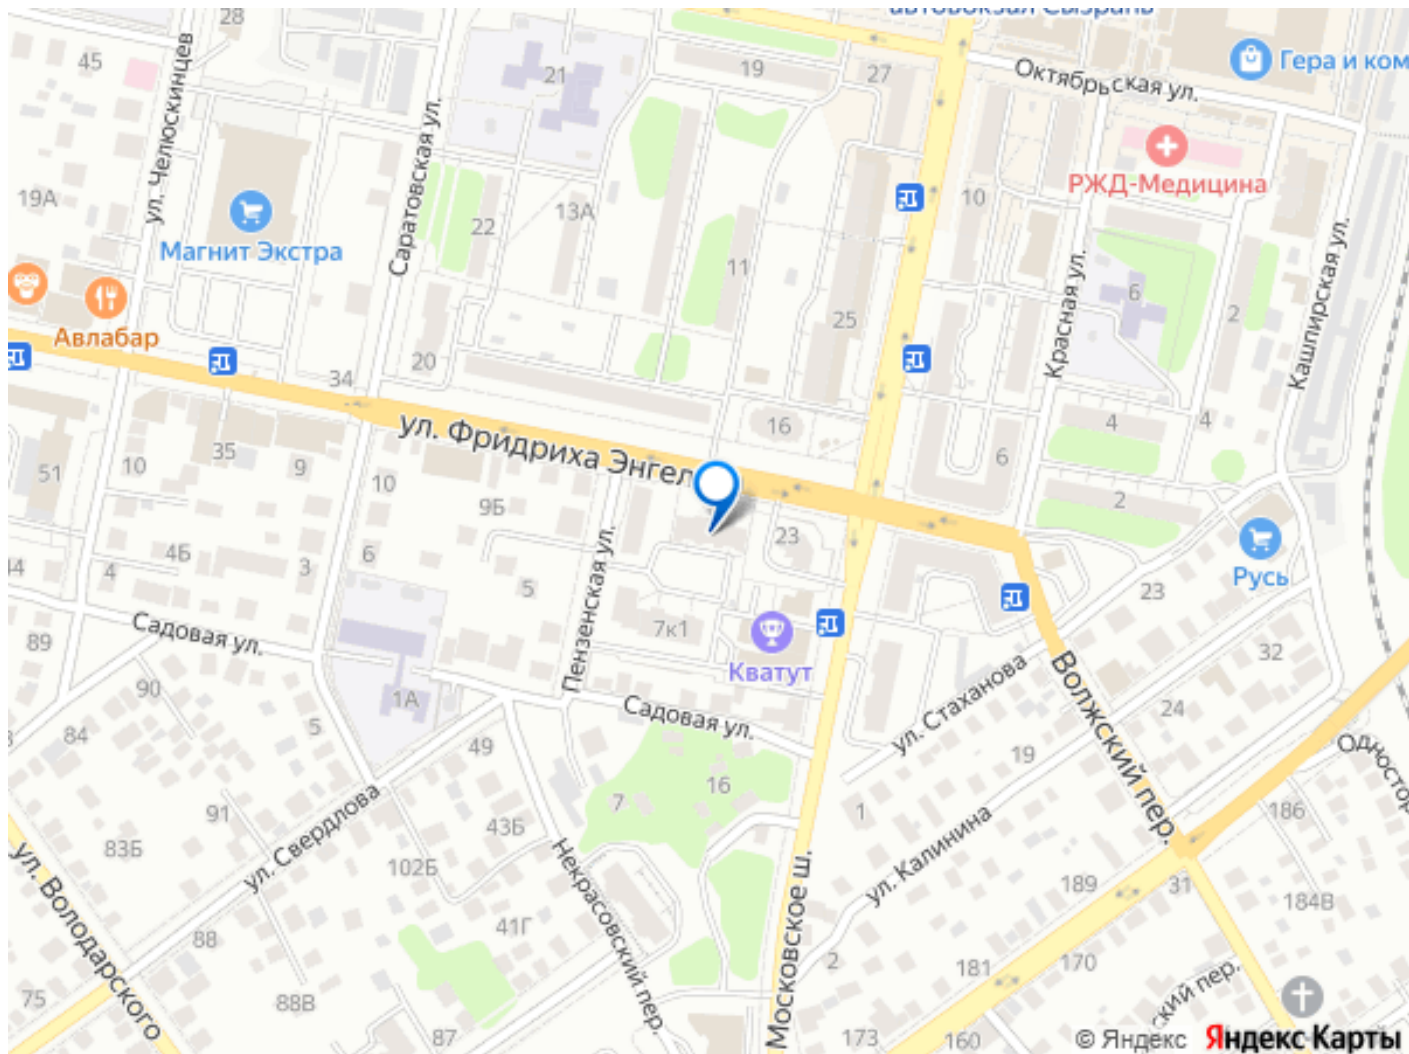 автовокзал Сызрань
28
45
21
19
27
Октябрьская ул.
Гера и ком
ул. Челюскинцев
Саратовская ул.
РЖД-Медицина
19А
22
13А
10
Магнит Экстра
11
6
2
Красная ул.
Кашпирская ул.
Авлабар
25
20
34
ул. Фридриха Энгел
16
4
4
35
6
51
10
9
10
2
9Б
23
4Б
6
44
4
3
5
Пензенская ул.
Русь
23
89
Садовая ул.
7к1
Кватут
32
90
1А
Садовая ул.
ул. Стаханова
Волжский пер.
24
84
5
49
19
Односто
16
7
91
ул. Свердлова
43Б
1
186
83Б
102Б
ул. Калинина
ул. Володарского
Некрасовский пер.
Московское ш.
189
31
184В
88
41Г
2
181
170
75
88В
87
173
160
ский пер.
© Яндекс Яндекс Карты